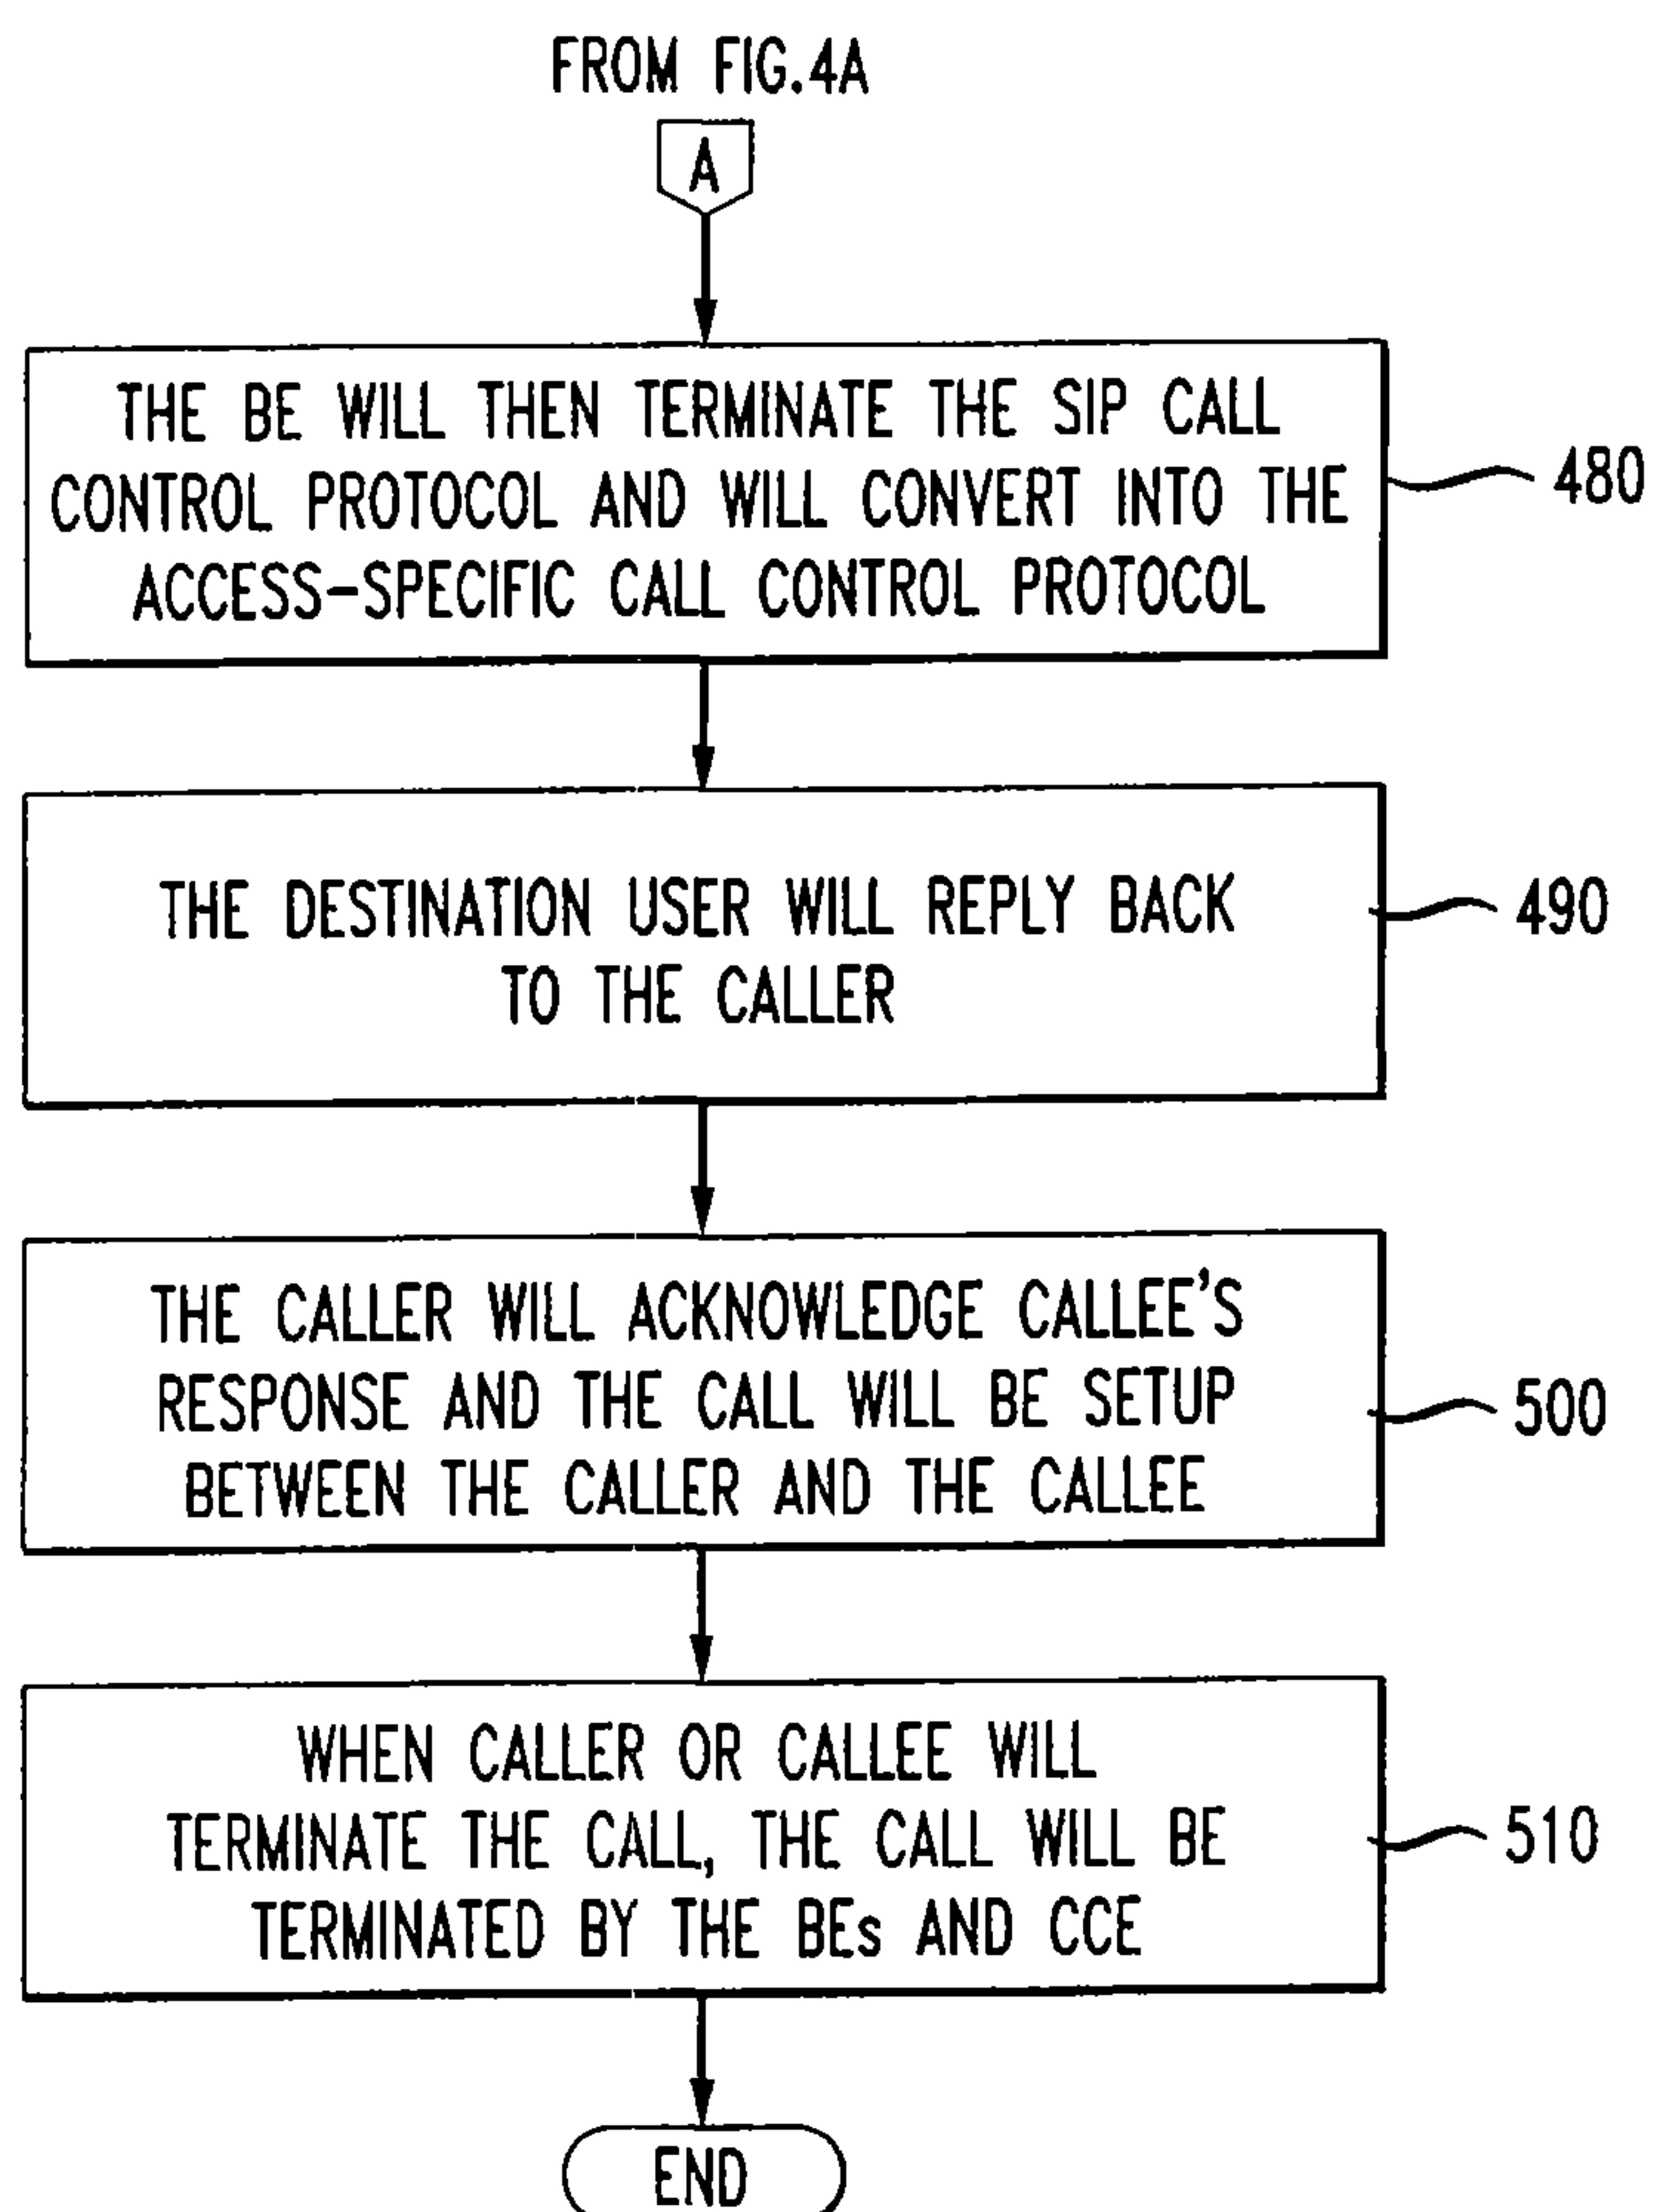 FROM FIG.4A
A
THE BE WILL THEN TERMINATE THE SIP CALL
CONTROL PROTOCOL AND WILL CONVERT INTO THE
ACCESS-SPECIFIC CALL CONTROL PROTOCOL
480
THE DESTINATION USER WILL REPLY BACK
TO THE CALLER
490
THE CALLER WILL ACKNOWLEDGE CALLEE'S
RESPONSE AND THE CALL WILL BE SETUP
BETWEEN THE CALLER AND THE CALLEE
500
WHEN CALLER OR CALLEE WILL
TERMINATE THE CALL, THE CALL WILL BE
TERMINATED BY THE BEs AND CCE
510
END